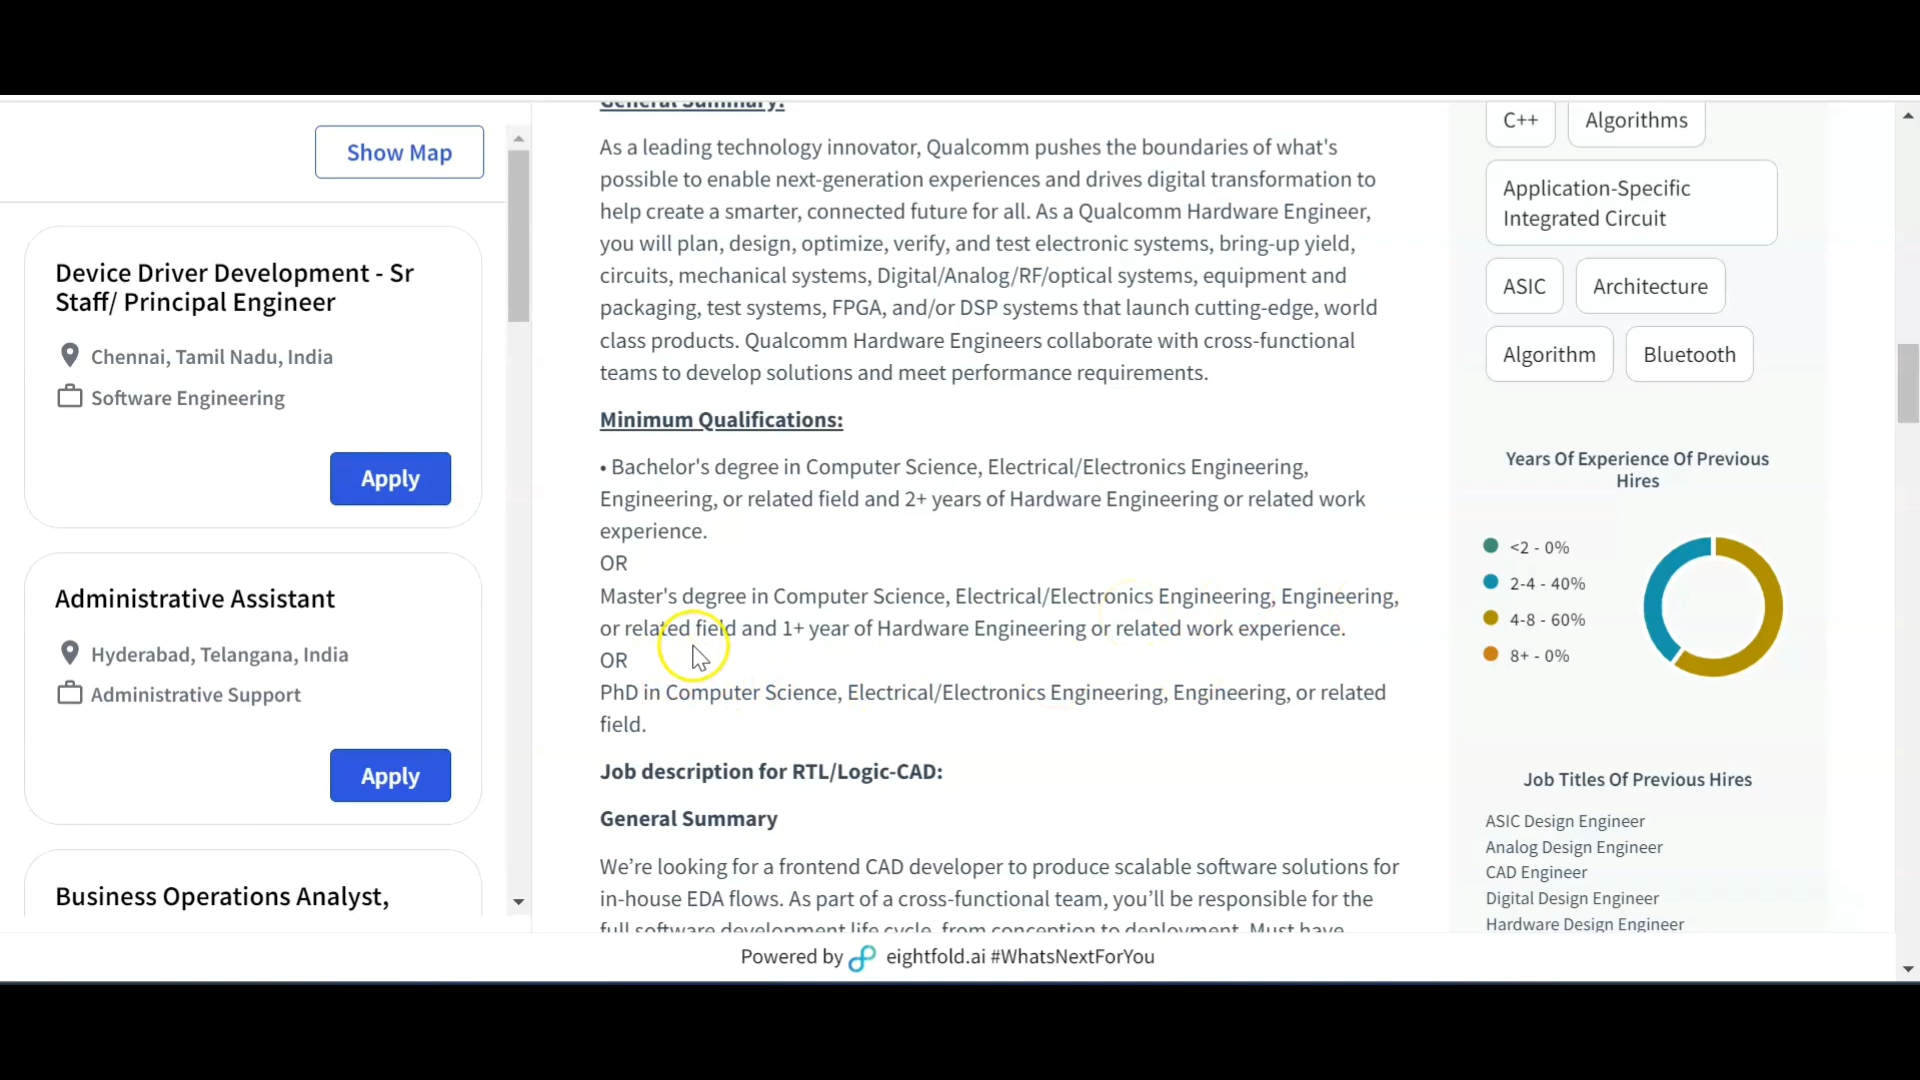 Show Map
Device Driver Development - Sr
Staff/ Principal Engineer
Chennai, Tamil Nadu, India
Software Engineering
Apply
Administrative Assistant
Hyderabad, Telangana, India
Administrative Support
Apply
Business Operations Analyst,
General Summary:
As a leading technology innovator, Qualcomm pushes the boundaries of what's
possible to enable next-generation experiences and drives digital transformation to
help create a smarter, connected future for all. As a Qualcomm Hardware Engineer,
you will plan, design, optimize, verify, and test electronic systems, bring-up yield,
circuits, mechanical systems, Digital/Analog/RF/optical systems, equipment and
packaging, test systems, FPGA, and/or DSP systems that launch cutting-edge, world
class products. Qualcomm Hardware Engineers collaborate with cross-functional
teams to develop solutions and meet performance requirements.
Minimum Qualifications:
• Bachelor's degree in Computer Science, Electrical/Electronics Engineering,
Engineering, or related field and 2+ years of Hardware Engineering or related work
experience.
OR
Master's degree in Computer Science, Electrical/Electronics Engineering, Engineering,
or related field and 1+ year of Hardware Engineering or related work experience.
OR
PhD in Computer Science, Electrical/Electronics Engineering, Engineering, or related
field.
Job description for RTL/Logic-CAD:
General Summary
We’re looking for a frontend CAD developer to produce scalable software solutions for
in-house EDA flows. As part of a cross-functional team, you’ll be responsible for the
full software development life cycle, from conception to deployment. Must have
C++
Algorithms
Application-Specific
Integrated Circuit
ASIC
Architecture
Algorithm
Bluetooth
Years Of Experience Of Previous
Hires
<2 - 0%
2-4 - 40%
4-8 - 60%
8+ - 0%
Job Titles Of Previous Hires
ASIC Design Engineer
Analog Design Engineer
CAD Engineer
Digital Design Engineer
Hardware Design Engineer
Powered by eightfold.ai #WhatsNextForYou